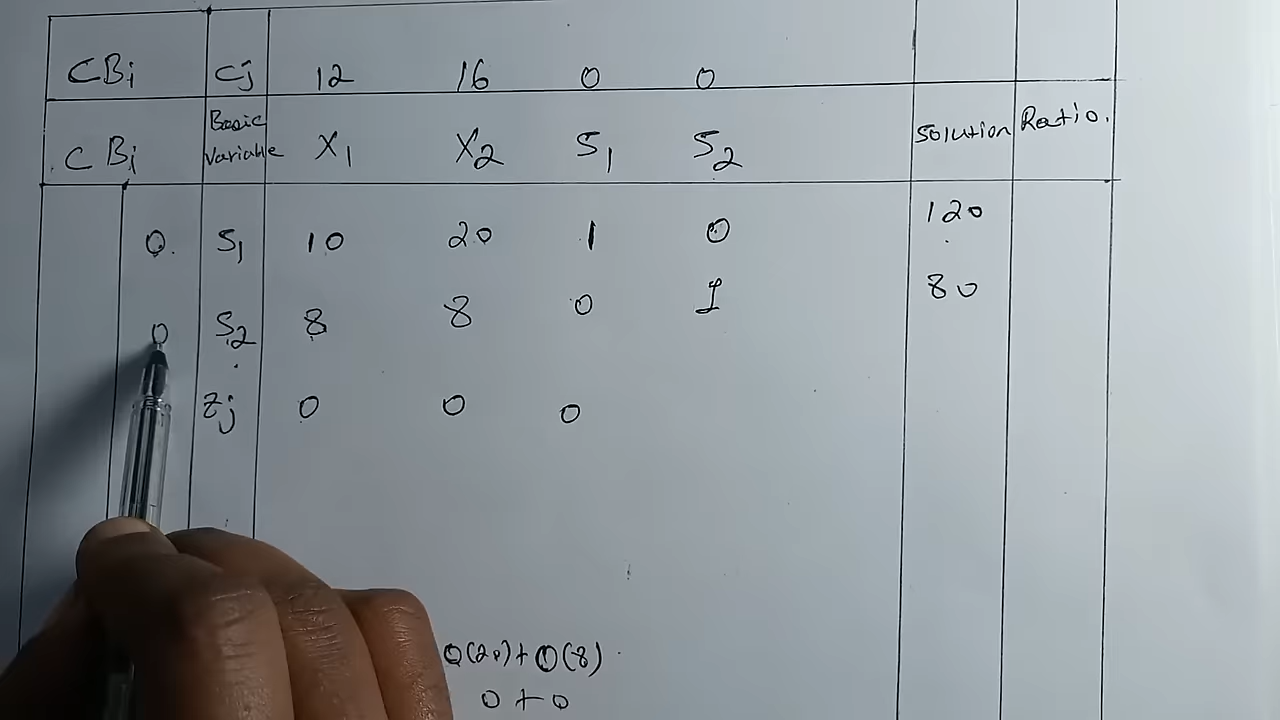 CBi Cj 12 16 0 0
CBi Basic Variable X1 X2 S1 S2 Solution Ratio.
0. S1 10 20 1 0 120
0 S2 8 8 0 1 80
Zj 0 0 0
0(20)+0(8)
0+0